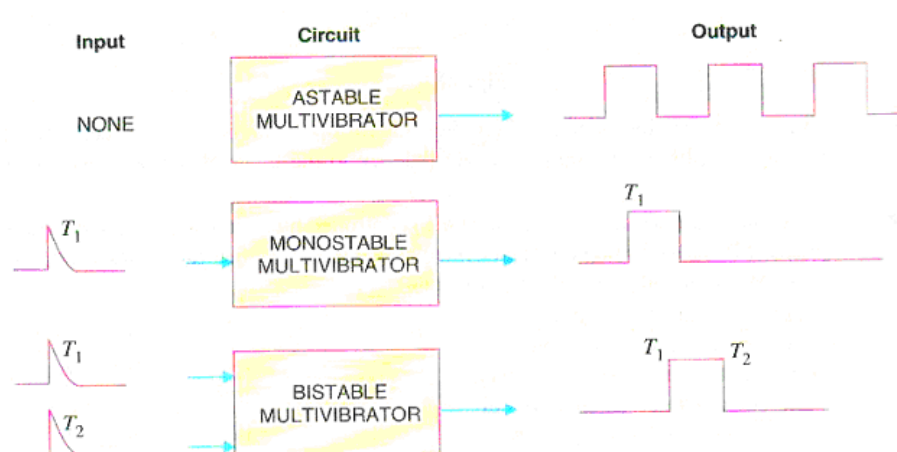 Input
Circuit
Output
NONE
ASTABLE
MULTIVIBRATOR
T1
MONOSTABLE
MULTIVIBRATOR
T1
T1
T2
BISTABLE
MULTIVIBRATOR
T1
T2